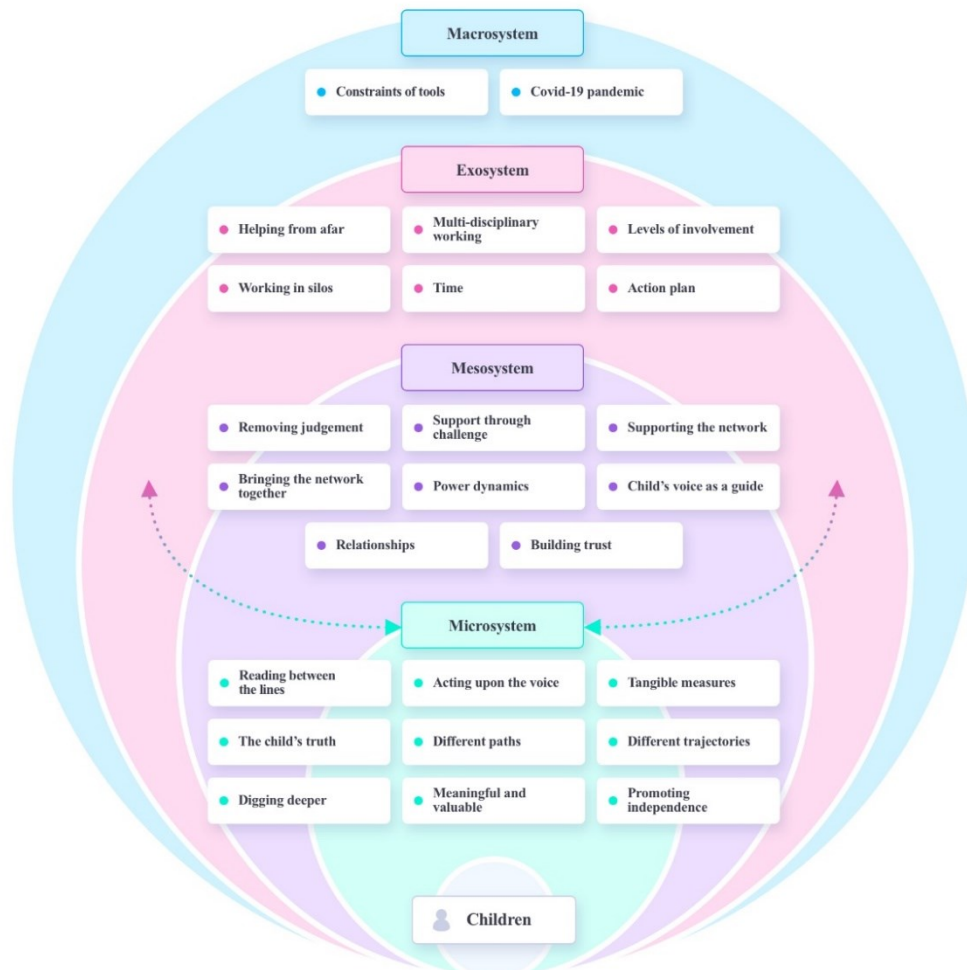 Macrosystem
Constraints of tools
Covid-19 pandemic
Exosystem
Helping from afar
Multi-disciplinary
working
Levels of involvement
Working in silos
Time
Action plan
Mesosystem
Removing judgement
Support through
challenge
Supporting the network
Bringing the network
together
Power dynamics
Child’s voice as a guide
Relationships
Building trust
Microsystem
Reading between
the lines
Acting upon the voice
Tangible measures
The child’s truth
Different paths
Different trajectories
Digging deeper
Meaningful and
valuable
Promoting
independence
Children